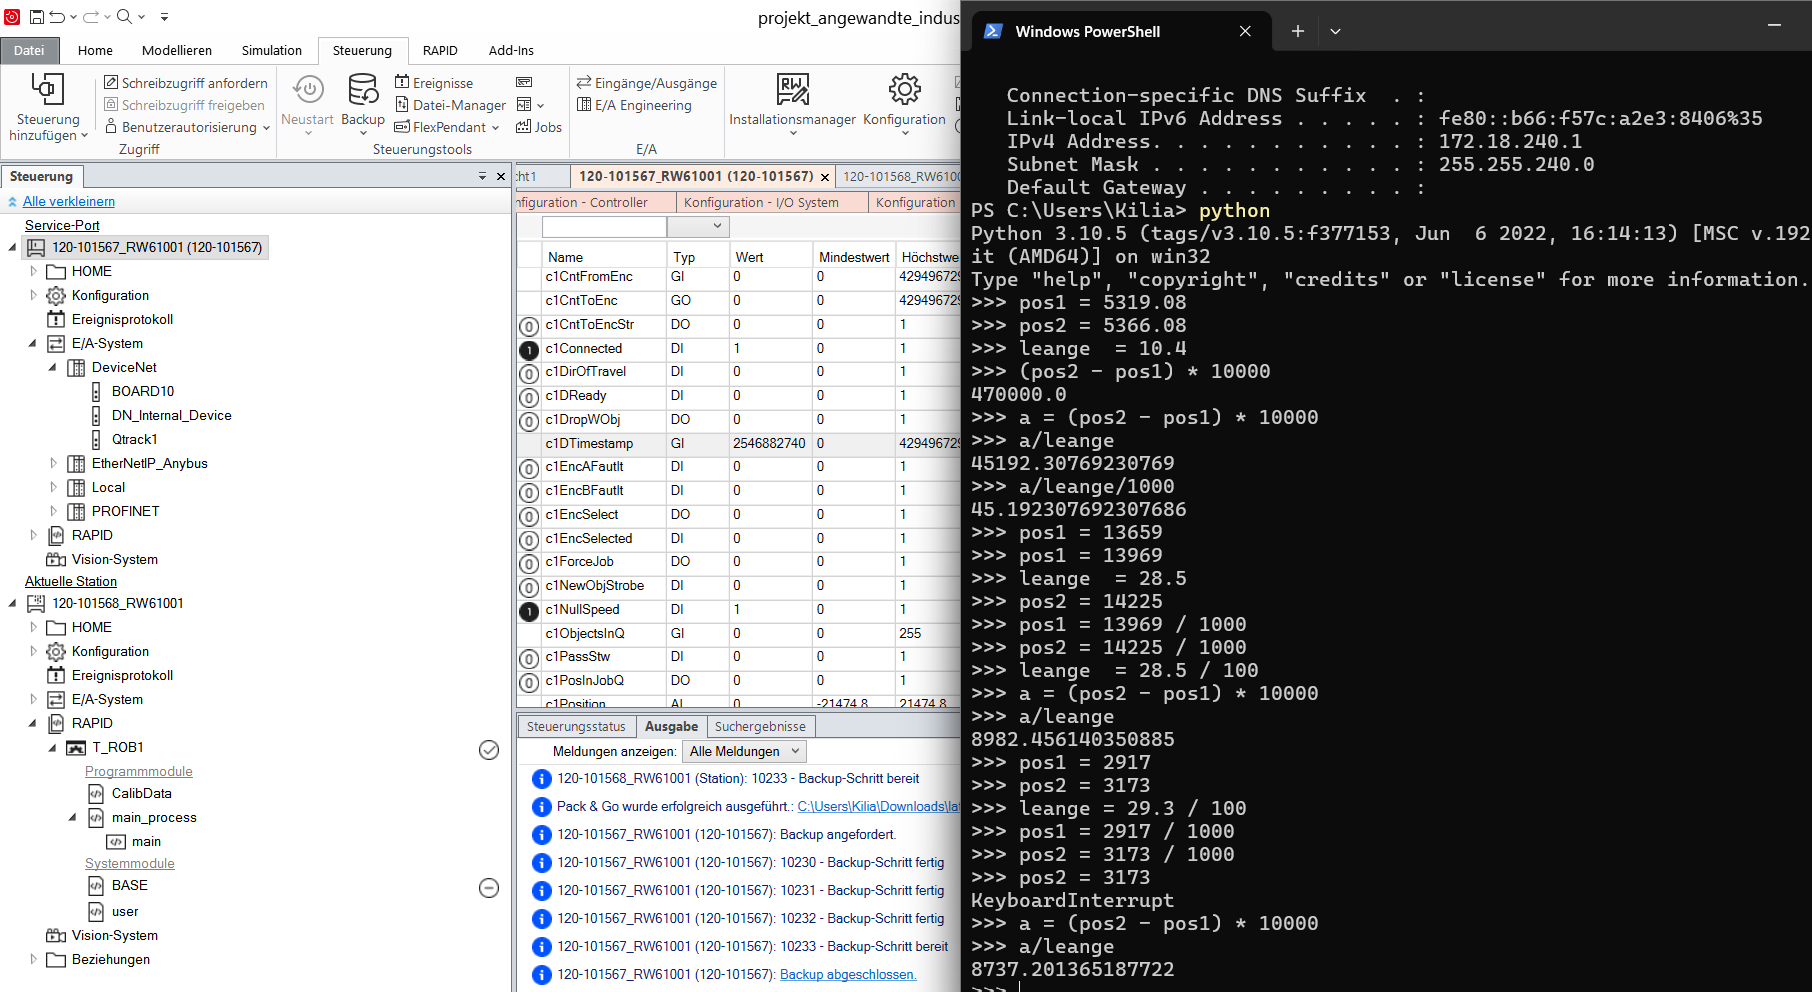 projekt_angewandte_indus
Datei Home Modellieren Simulation Steuerung RAPID Add-Ins
Steuerung hinzufügen
Schreibzugriff anfordern
Schreibzugriff freigeben
Benutzerautorisierung
Zugriff
Neustart
Backup
Ereignisse
Datei-Manager
FlexPendant
Jobs
Steuerungstools
Eingänge/Ausgänge
E/A Engineering
E/A
Installationsmanager
Konfiguration
Steuerung
Alle verkleinern
Service-Port
120-101567_RW61001 (120-101567)
HOME
Konfiguration
Ereignisprotokoll
E/A-System
DeviceNet
BOARD10
DN_Internal_Device
Qtrack1
EtherNetIP_Anybus
Local
PROFINET
RAPID
Vision-System
Aktuelle Station
120-101568_RW61001
HOME
Konfiguration
Ereignisprotokoll
E/A-System
RAPID
T_ROB1
Programmmodule
CalibData
main_process
main
Systemmodule
BASE
user
Vision-System
Beziehungen
cht1 120-101567_RW61001 (120-101567) 120-101568_RW6100
nfiguration - Controller Konfiguration - I/O System Konfiguration
Name Typ Wert Mindestwert Höchstwe
c1CntFromEnc GI 0 0 429496729
c1CntToEnc GO 0 0 429496729
c1CntToEncStr DO 0 0 1
c1Connected DI 1 0 1
c1DirOfTravel DI 0 0 1
c1DReady DI 0 0 1
c1DropWObj DO 0 0 1
c1DTimestamp GI 2546882740 0 429496729
c1EncAFautlt DI 0 0 1
c1EncBFautlt DI 0 0 1
c1EncSelect DO 0 0 1
c1EncSelected DI 0 0 1
c1ForceJob DO 0 0 1
c1NewObjStrobe DI 0 0 1
c1NullSpeed DI 1 0 1
c1ObjectsInQ GI 0 0 255
c1PassStw DI 0 0 1
c1PosInJobQ DO 0 0 1
c1Position AI 0 -21474.8 21474.8
Steuerungsstatus Ausgabe Suchergebnisse
Meldungen anzeigen: Alle Meldungen
120-101568_RW61001 (Station): 10233 - Backup-Schritt bereit
Pack & Go wurde erfolgreich ausgeführt.: C:\Users\Kilia\Downloads\lat
120-101567_RW61001 (120-101567): Backup angefordert.
120-101567_RW61001 (120-101567): 10230 - Backup-Schritt fertig
120-101567_RW61001 (120-101567): 10231 - Backup-Schritt fertig
120-101567_RW61001 (120-101567): 10232 - Backup-Schritt fertig
120-101567_RW61001 (120-101567): 10233 - Backup-Schritt bereit
120-101567_RW61001 (120-101567): Backup abgeschlossen.
Windows PowerShell
Connection-specific DNS Suffix . :
Link-local IPv6 Address . . . . . : fe80::b66:f57c:a2e3:8406%35
IPv4 Address. . . . . . . . . . . : 172.18.240.1
Subnet Mask . . . . . . . . . . . : 255.255.240.0
Default Gateway . . . . . . . . . :
PS C:\Users\Kilia> python
Python 3.10.5 (tags/v3.10.5:f377153, Jun  6 2022, 16:14:13) [MSC v.192
it (AMD64)] on win32
Type "help", "copyright", "credits" or "license" for more information.
>>> pos1 = 5319.08
>>> pos2 = 5366.08
>>> leange  = 10.4
>>> (pos2 - pos1) * 10000
470000.0
>>> a = (pos2 - pos1) * 10000
>>> a/leange
45192.30769230769
>>> a/leange/1000
45.192307692307686
>>> pos1 = 13659
>>> pos1 = 13969
>>> leange  = 28.5
>>> pos2 = 14225
>>> pos1 = 13969 / 1000
>>> pos2 = 14225 / 1000
>>> leange  = 28.5 / 100
>>> a = (pos2 - pos1) * 10000
>>> a/leange
8982.456140350885
>>> pos1 = 2917
>>> pos2 = 3173
>>> leange = 29.3 / 100
>>> pos1 = 2917 / 1000
>>> pos2 = 3173 / 1000
>>> pos2 = 3173
KeyboardInterrupt
>>> a = (pos2 - pos1) * 10000
>>> a/leange
8737.201365187722
>>>